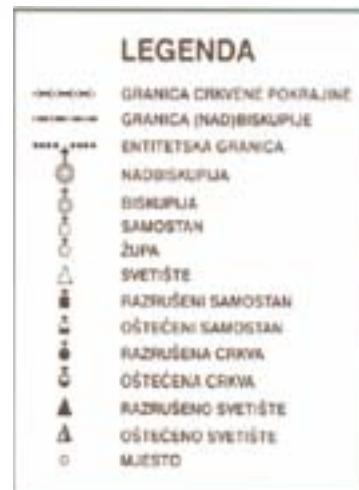 LEGENDA
GRANICA CRKVENE POKRAJINE
GRANICA (NAD)BISKUPIJE
ENTITETSKA GRANICA
NADBISKUPIJA
BISKUPIJA
SAMOSTAN
ŽUPA
SVETIŠTE
RAZRUŠENI SAMOSTAN
OŠTEĆENI SAMOSTAN
RAZRUŠENA CRKVA
OŠTEĆENA CRKVA
RAZRUŠENO SVETIŠTE
OŠTEĆENO SVETIŠTE
MJESTO